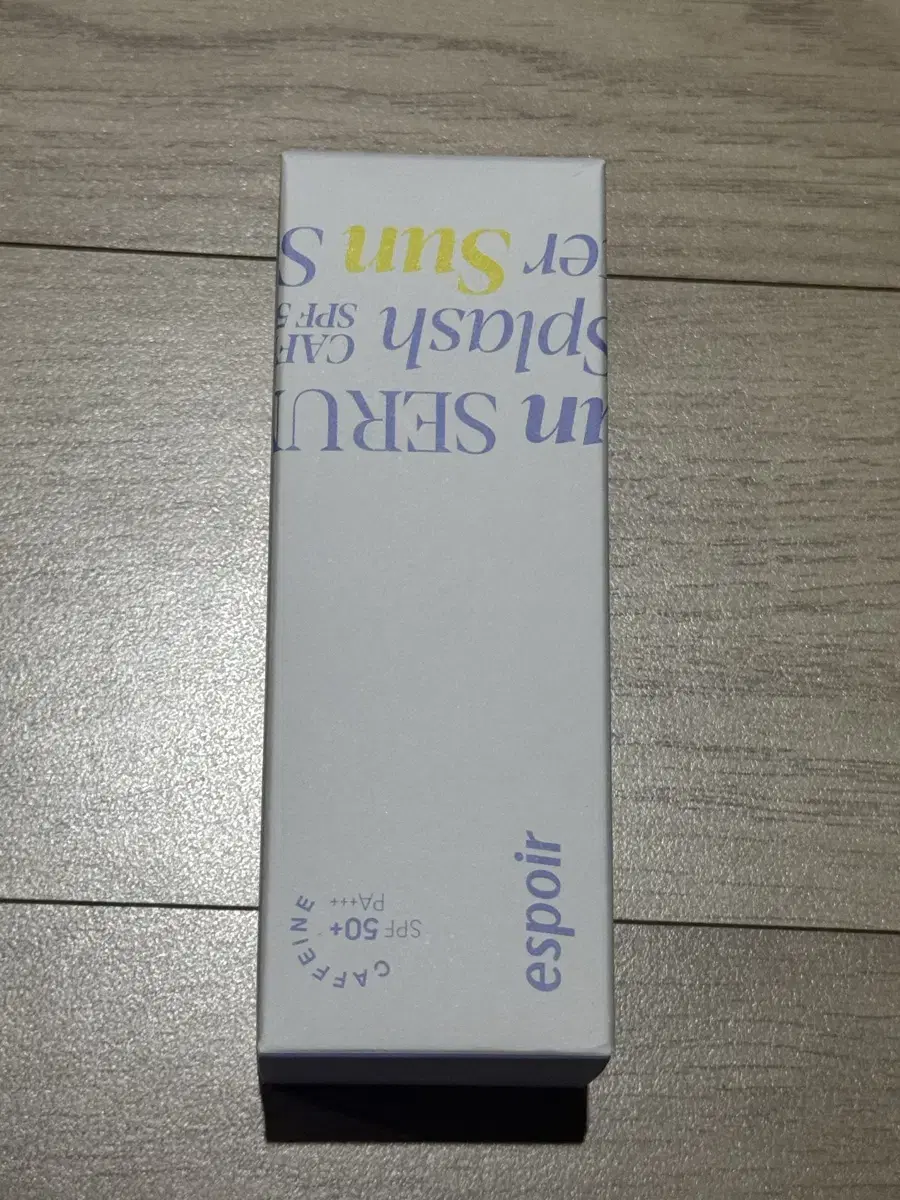 espoir
CAFFEINE
SPF 50+
PA+++
un SERU
Splash CAF
SPF 5
er Sun S